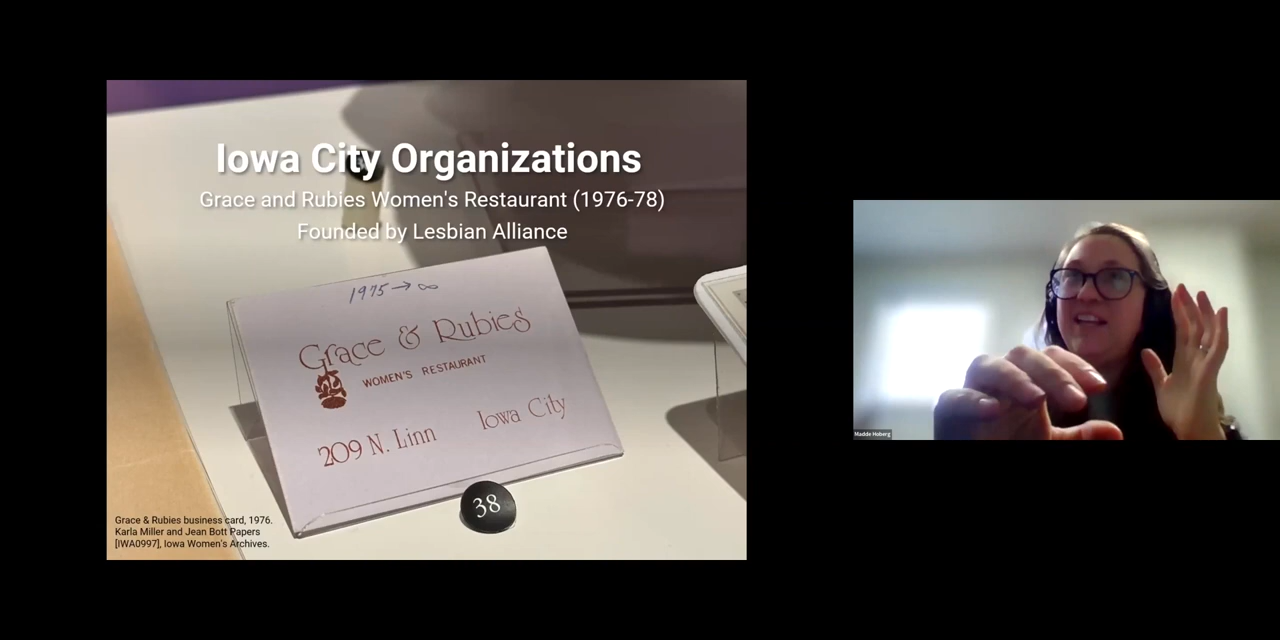 Iowa City Organizations
Grace and Rubies Women's Restaurant (1976-78)
Founded by Lesbian Alliance
1975 → ∞
Grace & Rubies
WOMEN'S RESTAURANT
Iowa City
209 N. Linn
38
Grace & Rubies business card, 1976.
Karla Miller and Jean Bott Papers
[IWA0997], Iowa Women's Archives.
Madde Hoberg